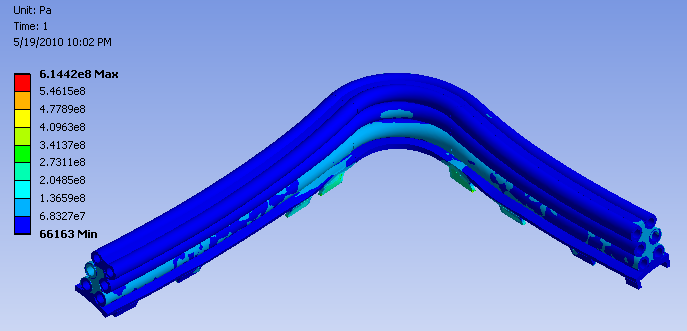 Unit: Pa
Time: 1
5/19/2010 10:02 PM
6.1442e8 Max
5.4615e8
4.7789e8
4.0963e8
3.4137e8
2.7311e8
2.0485e8
1.3659e8
6.8327e7
66163 Min